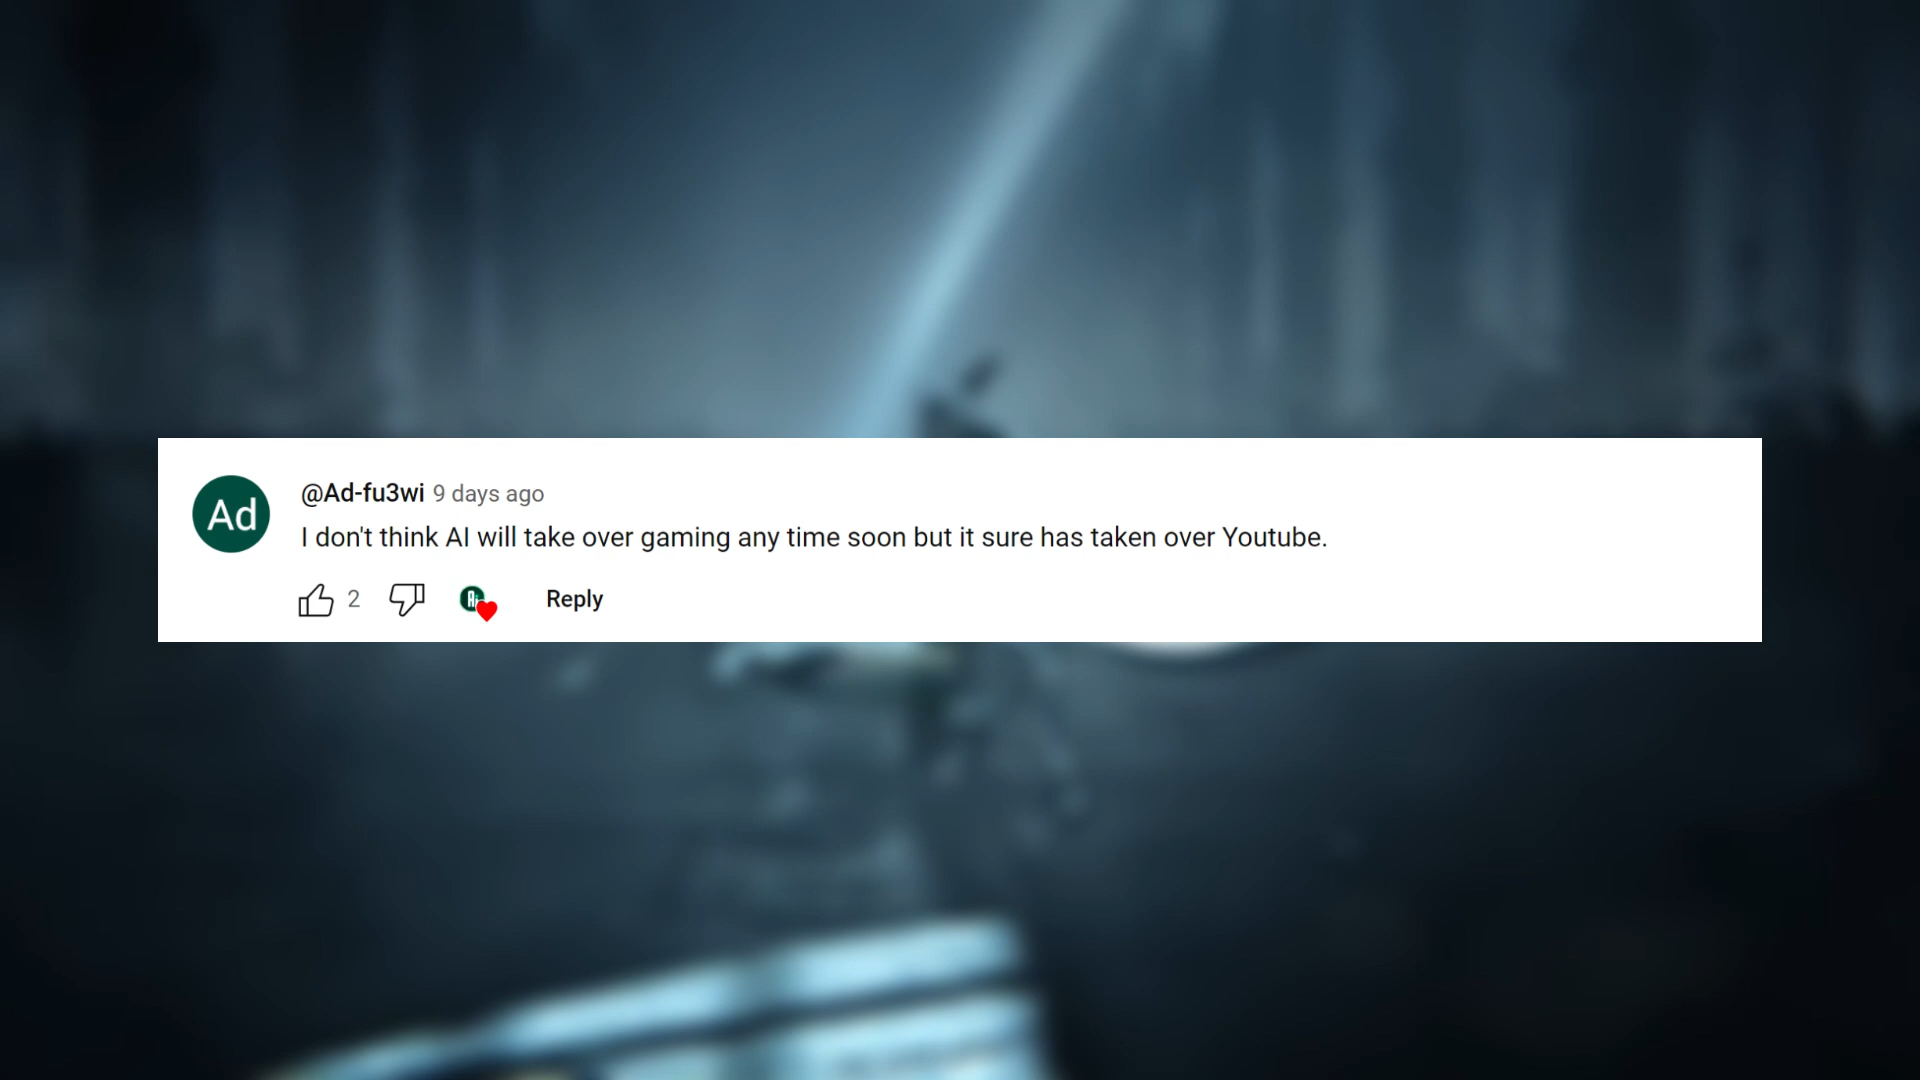 Ad
@Ad-fu3wi 9 days ago
I don't think AI will take over gaming any time soon but it sure has taken over Youtube.
2 Reply